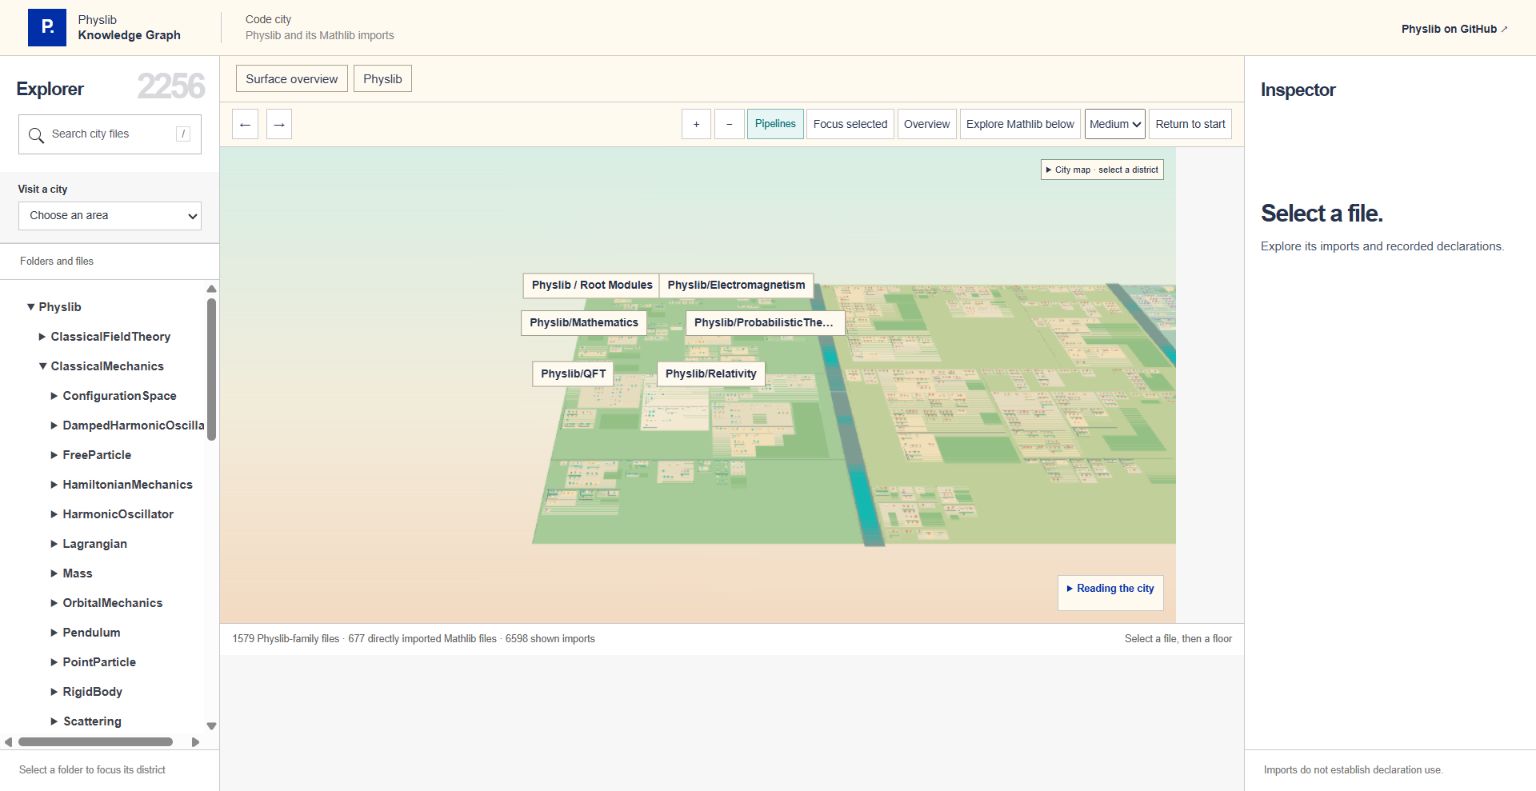 P.
Physlib
Knowledge Graph
Code city
Physlib and its Mathlib imports
Physlib on GitHub ↗
Explorer
2256
Search city files
/
Visit a city
Choose an area
Folders and files
▼ Physlib
▶ ClassicalFieldTheory
▼ ClassicalMechanics
▶ ConfigurationSpace
▶ DampedHarmonicOscilla
▶ FreeParticle
▶ HamiltonianMechanics
▶ HarmonicOscillator
▶ Lagrangian
▶ Mass
▶ OrbitalMechanics
▶ Pendulum
▶ PointParticle
▶ RigidBody
▶ Scattering
Select a folder to focus its district
Surface overview
Physlib
← →
+ − Pipelines Focus selected Overview Explore Mathlib below Medium Return to start
▶ City map · select a district
Physlib / Root Modules
Physlib/Electromagnetism
Physlib/Mathematics
Physlib/ProbabilisticThe...
Physlib/QFT
Physlib/Relativity
▶ Reading the city
1579 Physlib-family files · 677 directly imported Mathlib files · 6598 shown imports
Select a file, then a floor
Inspector
Select a file.
Explore its imports and recorded declarations.
Imports do not establish declaration use.